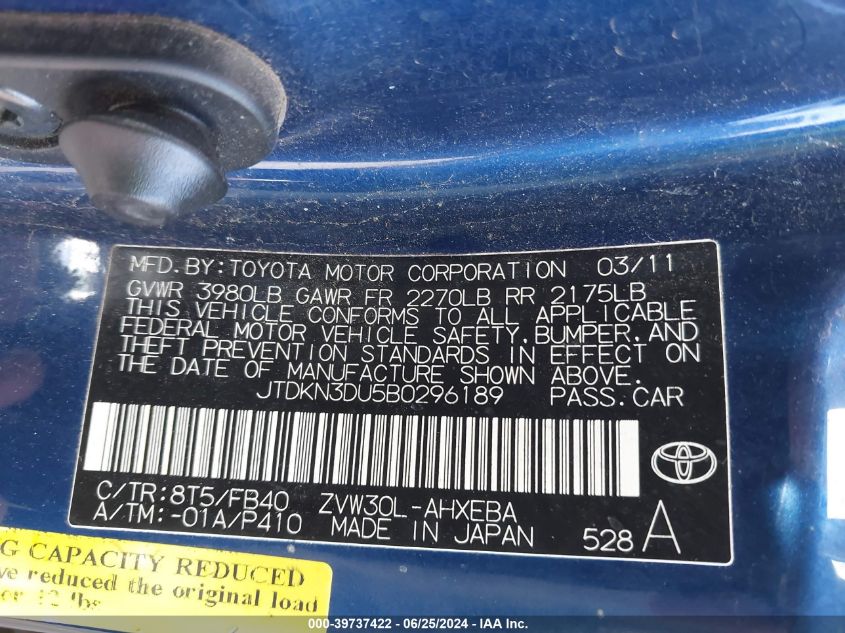 MFD.BY:TOYOTA MOTOR CORPORATION 03/11
GVWR 3980LB GAWR FR 2270LB RR 2175LB
THIS VEHICLE CONFORMS TO ALL APPLICABLE
FEDERAL MOTOR VEHICLE SAFETY,BUMPER,AND
THEFT PREVENTION STANDARDS IN EFFECT ON
THE DATE OF MANUFACTURE SHOWN ABOVE.
JTDKN3DU5B0296189 PASS.CAR
C/TR:8T5/FB40 ZVW30L-AHXEBA
A/TM:-01A/P410 MADE IN JAPAN 528 A
G CAPACITY REDUCED
ve reduced the original load
lbs
000-39737422 - 06/25/2024 - IAA Inc.